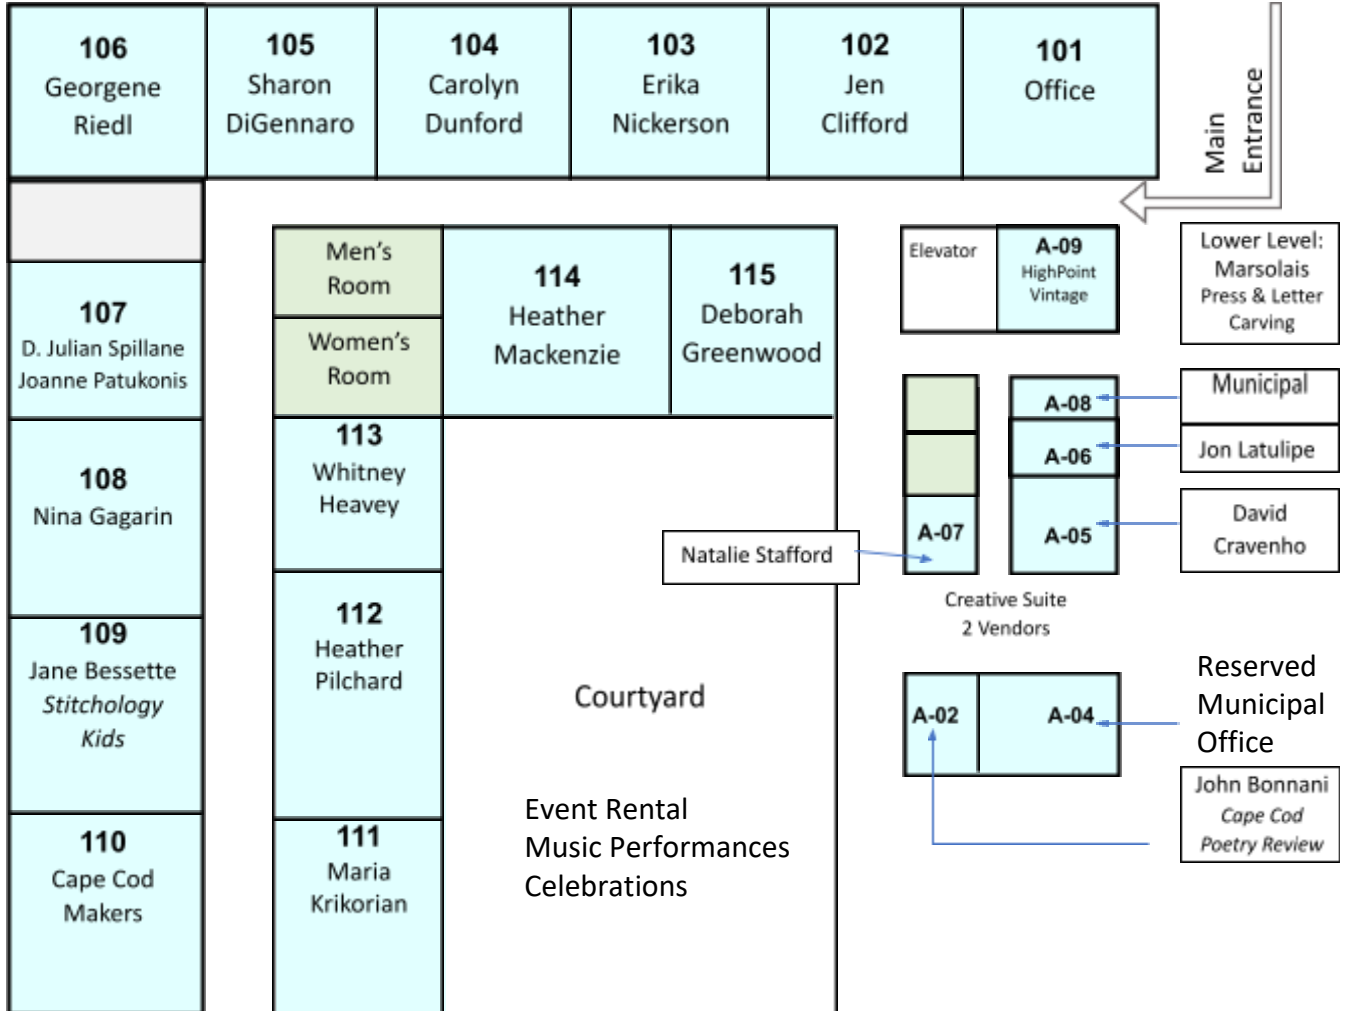 106
Georgene
Riedl
105
Sharon
DiGennaro
104
Carolyn
Dunford
103
Erika
Nickerson
102
Jen
Clifford
101
Office
Main
Entrance
107
D. Julian Spillane
Joanne Patukonis
108
Nina Gagarin
109
Jane Bessette
Stitchology
Kids
110
Cape Cod
Makers
Men's
Room
Women's
Room
114
Heather
Mackenzie
115
Deborah
Greenwood
113
Whitney
Heavey
112
Heather
Pilchard
111
Maria
Krikorian
Courtyard
Event Rental
Music Performances
Celebrations
Elevator
A-09
HighPoint
Vintage
Lower Level:
Marsolais
Press & Letter
Carving
A-08
Municipal
A-06
Jon Latulipe
A-07
Natalie Stafford
A-05
David
Cravenho
Creative Suite
2 Vendors
A-02
A-04
Reserved
Municipal
Office
John Bonnani
Cape Cod
Poetry Review